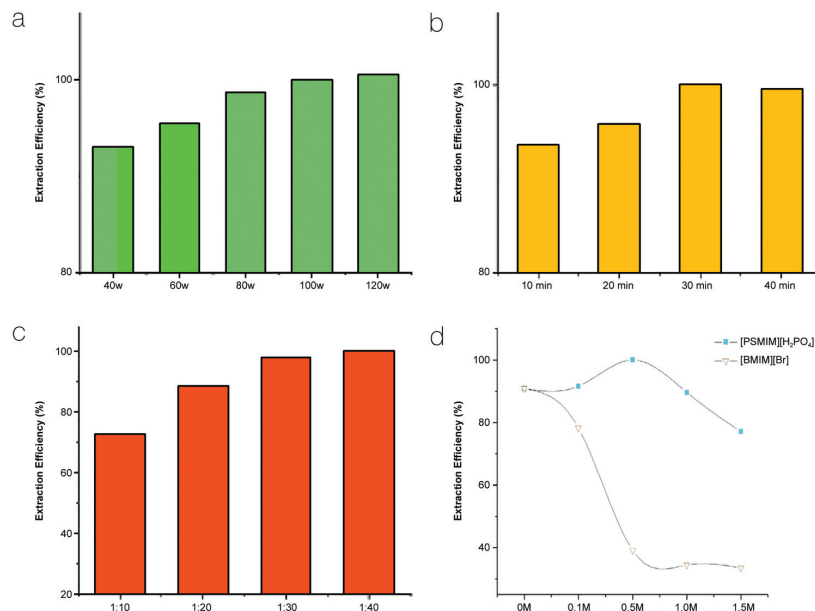 a
Extraction Efficiency (%)
100
80
40w 60w 80w 100w 120w
b
Extraction Efficiency (%)
100
80
10 min 20 min 30 min 40 min
c
Extraction Efficiency (%)
100
80
60
40
20
1:10 1:20 1:30 1:40
d
[PSMIM][H₂PO₄]
[BMIM][Br]
Extraction Efficiency (%)
100
80
60
40
0M 0.1M 0.5M 1.0M 1.5M